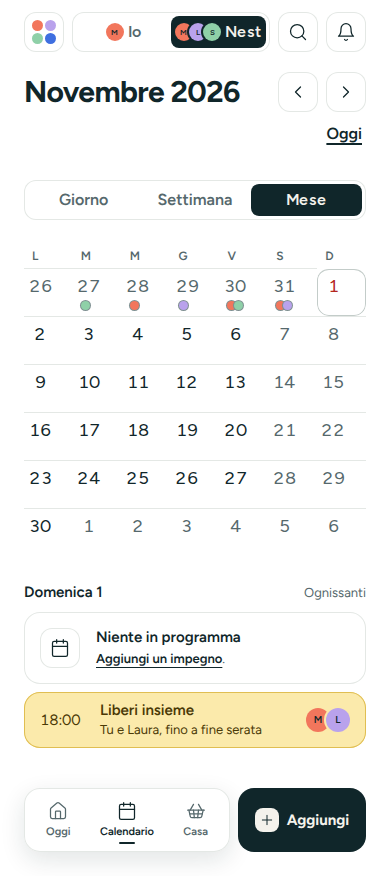 M Io M L S Nest
Novembre 2026
Oggi
Giorno Settimana Mese
L M M G V S D
26 27 28 29 30 31 1
2 3 4 5 6 7 8
9 10 11 12 13 14 15
16 17 18 19 20 21 22
23 24 25 26 27 28 29
30 1 2 3 4 5 6
Domenica 1 Ognissanti
Niente in programma
Aggiungi un impegno.
18:00 Liberi insieme M L
Tu e Laura, fino a fine serata
Oggi Calendario Casa Aggiungi